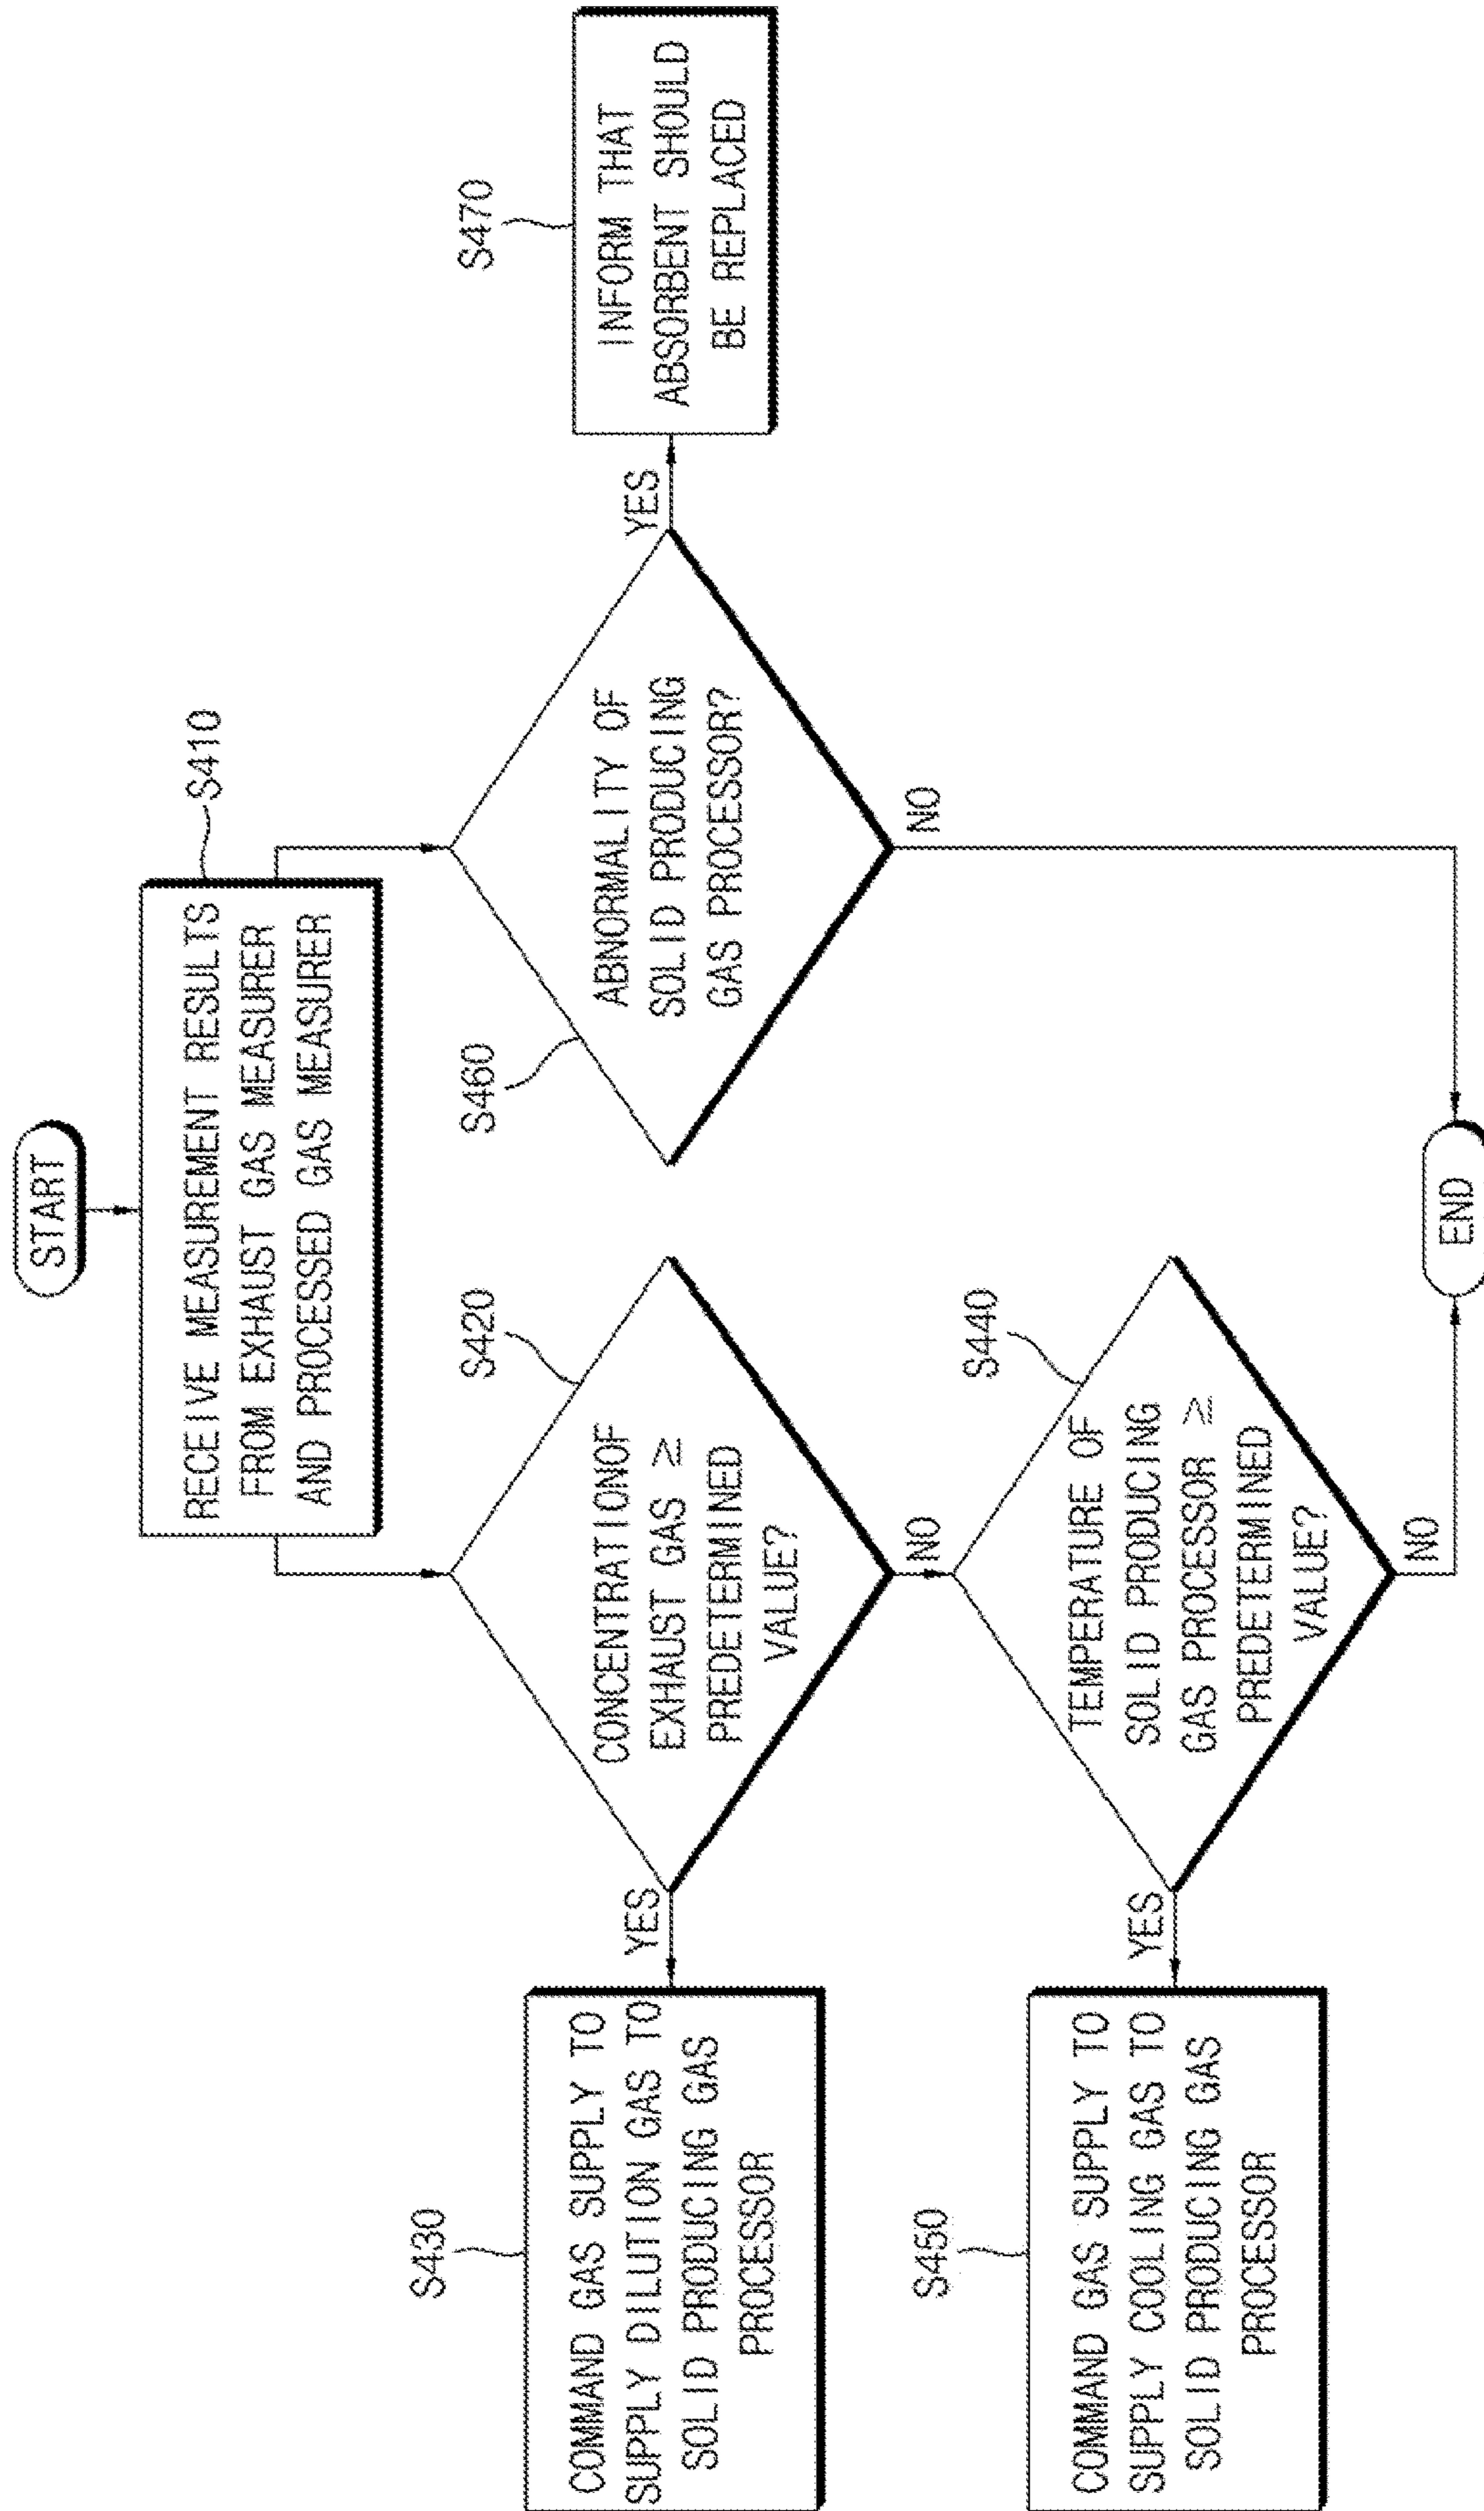 START
S410
RECEIVE MEASUREMENT RESULTS
FROM EXHAUST GAS MEASURER
AND PROCESSED GAS MEASURER
S420
CONCENTRATIONOF
EXHAUST GAS ≥
PREDETERMINED
VALUE?
YES
NO
S430
COMMAND GAS SUPPLY TO
SUPPLY DILUTION GAS TO
SOLID PRODUCING GAS
PROCESSOR
S440
TEMPERATURE OF
SOLID PRODUCING
GAS PROCESSOR ≥
PREDETERMINED
VALUE?
YES
NO
S450
COMMAND GAS SUPPLY TO
SUPPLY COOLING GAS TO
SOLID PRODUCING GAS
PROCESSOR
S460
ABNORMALITY OF
SOLID PRODUCING
GAS PROCESSOR?
YES
NO
S470
INFORM THAT
ABSORBENT SHOULD
BE REPLACED
END